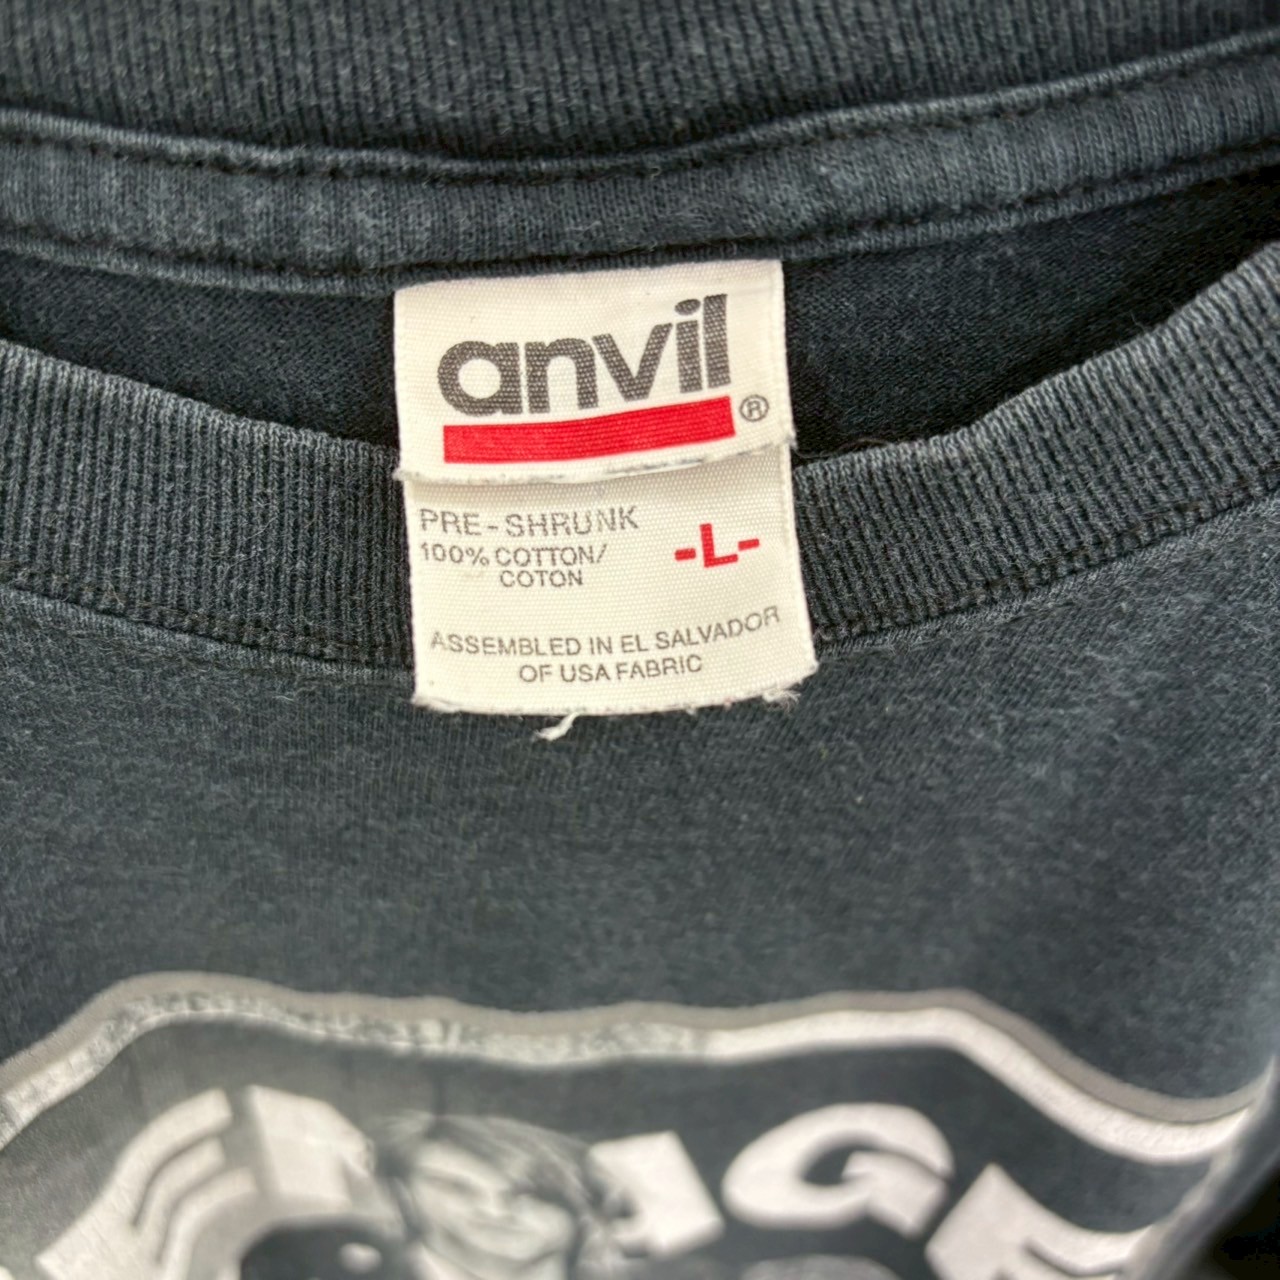 anvil®
PRE-SHRUNK
100% COTTON/
COTON
-L-
ASSEMBLED IN EL SALVADOR
OF USA FABRIC